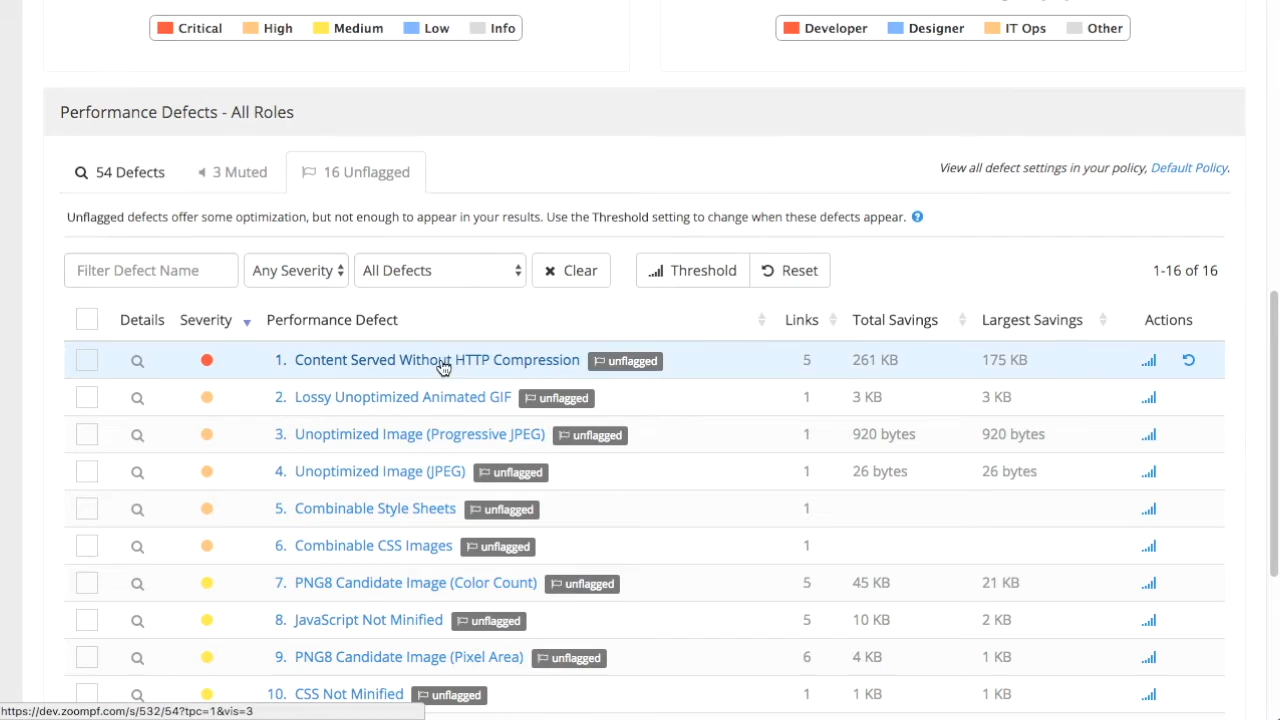 Critical High Medium Low Info
Developer Designer IT Ops Other
Performance Defects - All Roles
54 Defects 3 Muted 16 Unflagged
View all defect settings in your policy, Default Policy.
Unflagged defects offer some optimization, but not enough to appear in your results. Use the Threshold setting to change when these defects appear. ?
Filter Defect Name Any Severity All Defects Clear Threshold Reset 1-16 of 16
Details Severity Performance Defect Links Total Savings Largest Savings Actions
1. Content Served Without HTTP Compression unflagged 5 261 KB 175 KB
2. Lossy Unoptimized Animated GIF unflagged 1 3 KB 3 KB
3. Unoptimized Image (Progressive JPEG) unflagged 1 920 bytes 920 bytes
4. Unoptimized Image (JPEG) unflagged 1 26 bytes 26 bytes
5. Combinable Style Sheets unflagged 1
6. Combinable CSS Images unflagged 1
7. PNG8 Candidate Image (Color Count) unflagged 5 45 KB 21 KB
8. JavaScript Not Minified unflagged 5 10 KB 2 KB
9. PNG8 Candidate Image (Pixel Area) unflagged 6 4 KB 1 KB
10. CSS Not Minified unflagged 1 1 KB 1 KB
https://dev.zoompf.com/s/532/54?tpc=1&vis=3